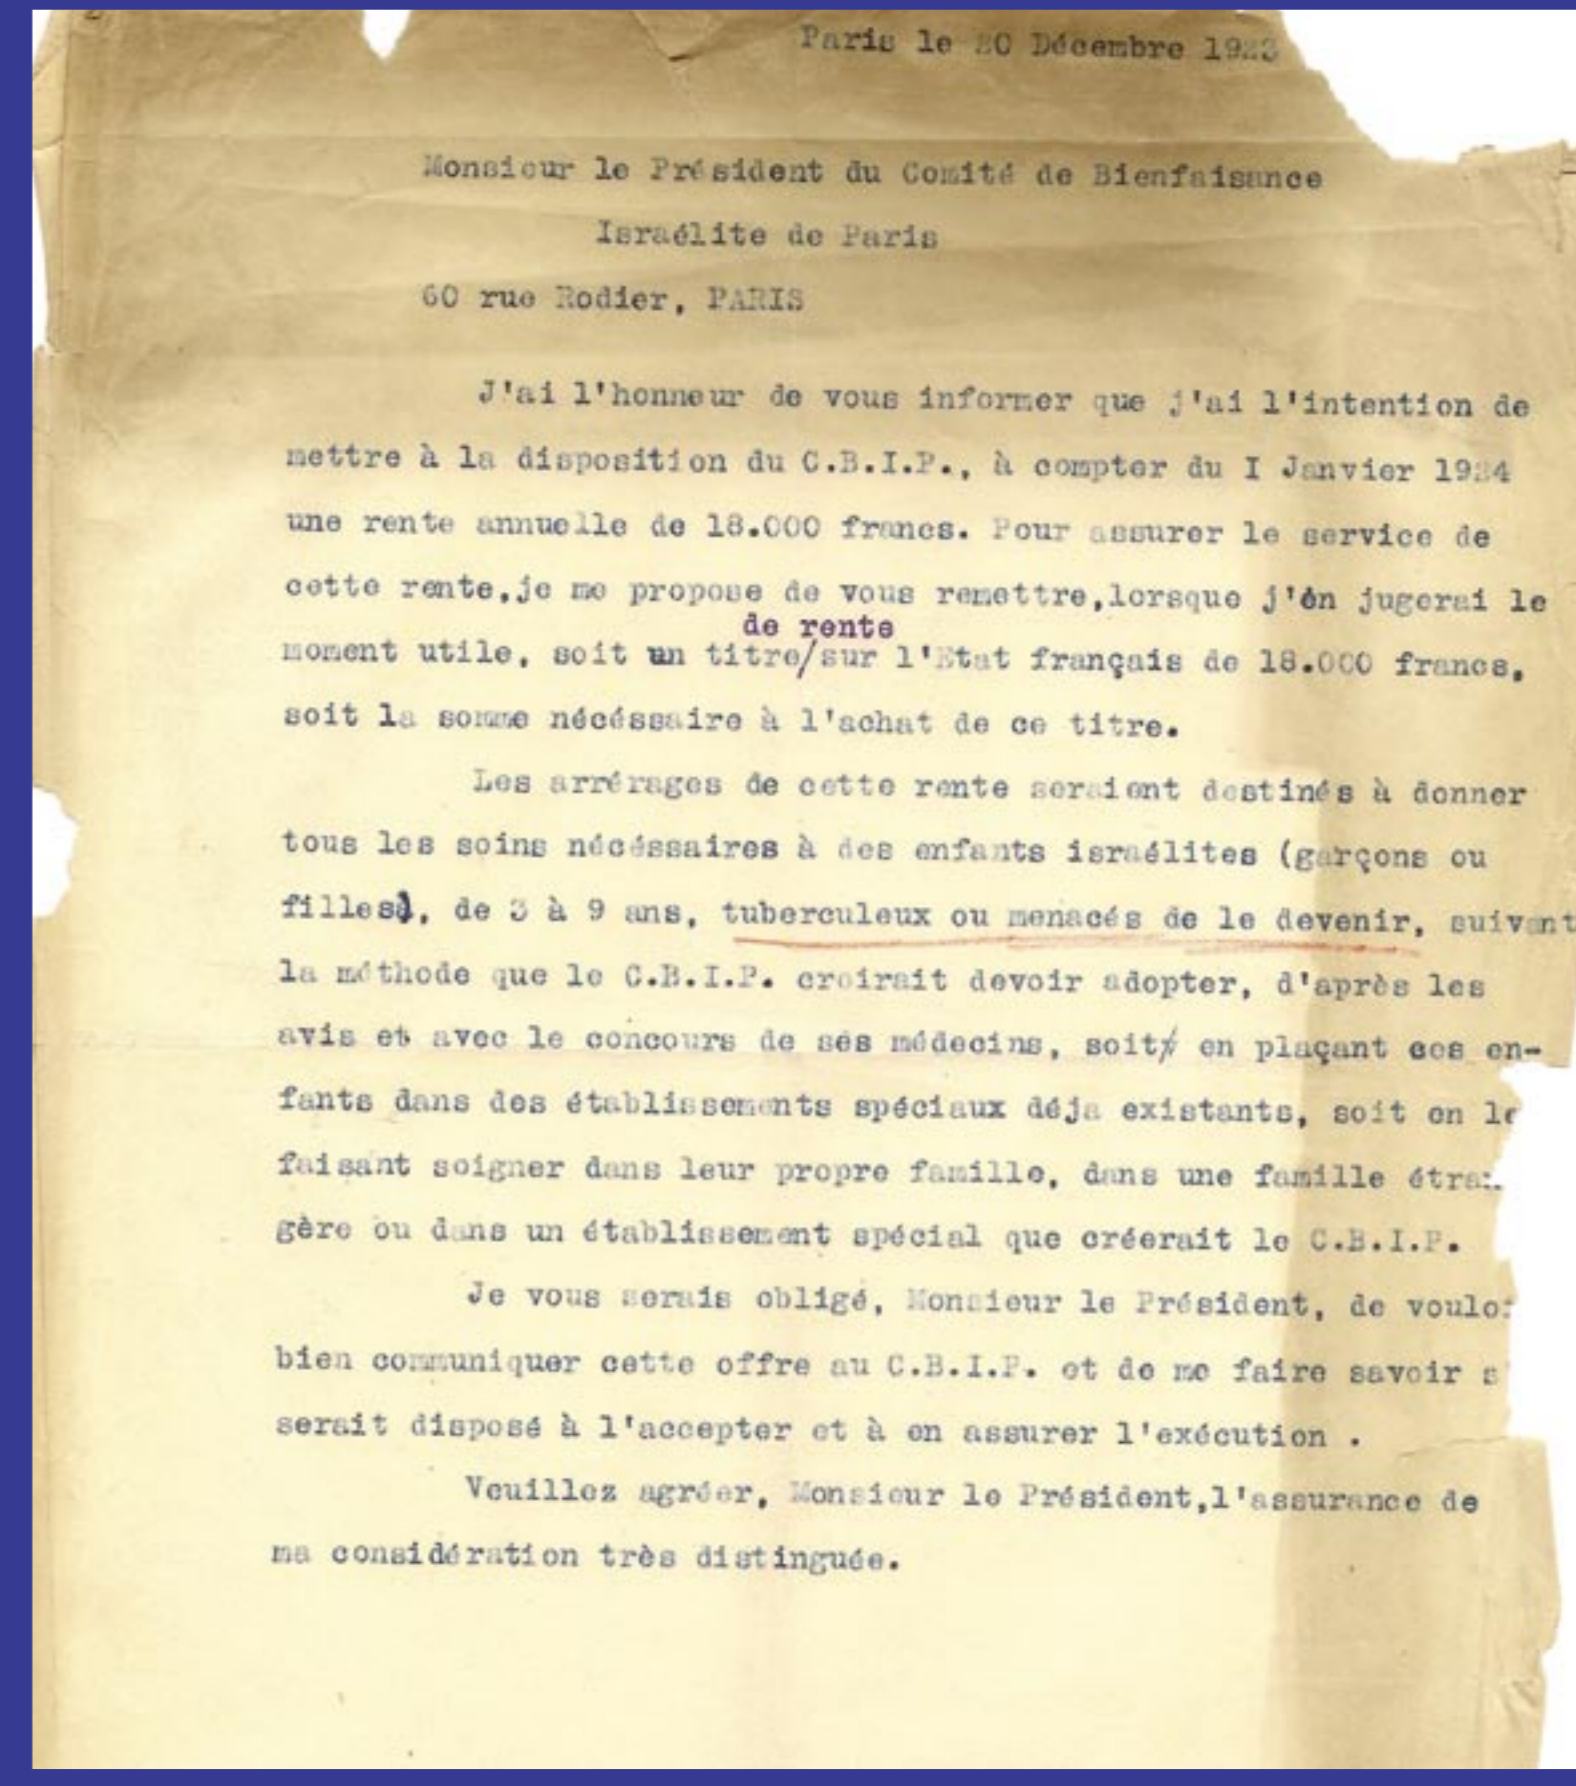 Paris le 20 Décembre 1923
Monsieur le Président du Comité de Bienfaisance
Israélite de Paris
60 rue Rodier, PARIS
J'ai l'honneur de vous informer que j'ai l'intention de
mettre à la disposition du C.B.I.P., à compter du I Janvier 1924
une rente annuelle de 18.000 francs. Pour assurer le service de
cette rente,je me propose de vous remettre,lorsque j'én jugerai le
de rente
moment utile, soit un titre/sur l'Etat français de 18.000 francs,
soit la somme nécéssaire à l'achat de ce titre.
Les arrérages de cette rente seraient destinés à donner
tous les soins nécéssaires à des enfants israélites (garçons ou
filles), de 3 à 9 ans, tuberculeux ou menacés de le devenir, suivant
la méthode que le C.B.I.P. croirait devoir adopter, d'après les
avis et avec le concours de ses médecins, soit en plaçant ces en-
fants dans des établissements spéciaux déja existants, soit en le
faisant soigner dans leur propre famille, dans une famille étran
gère ou dans un établissement spécial que créerait le C.B.I.P.
Je vous serais obligé, Monsieur le Président, de voulo
bien communiquer cette offre au C.B.I.P. et de me faire savoir s
serait disposé à l'accepter et à en assurer l'exécution .
Veuillez agréer, Monsieur le Président,l'assurance de
ma considération très distinguée.